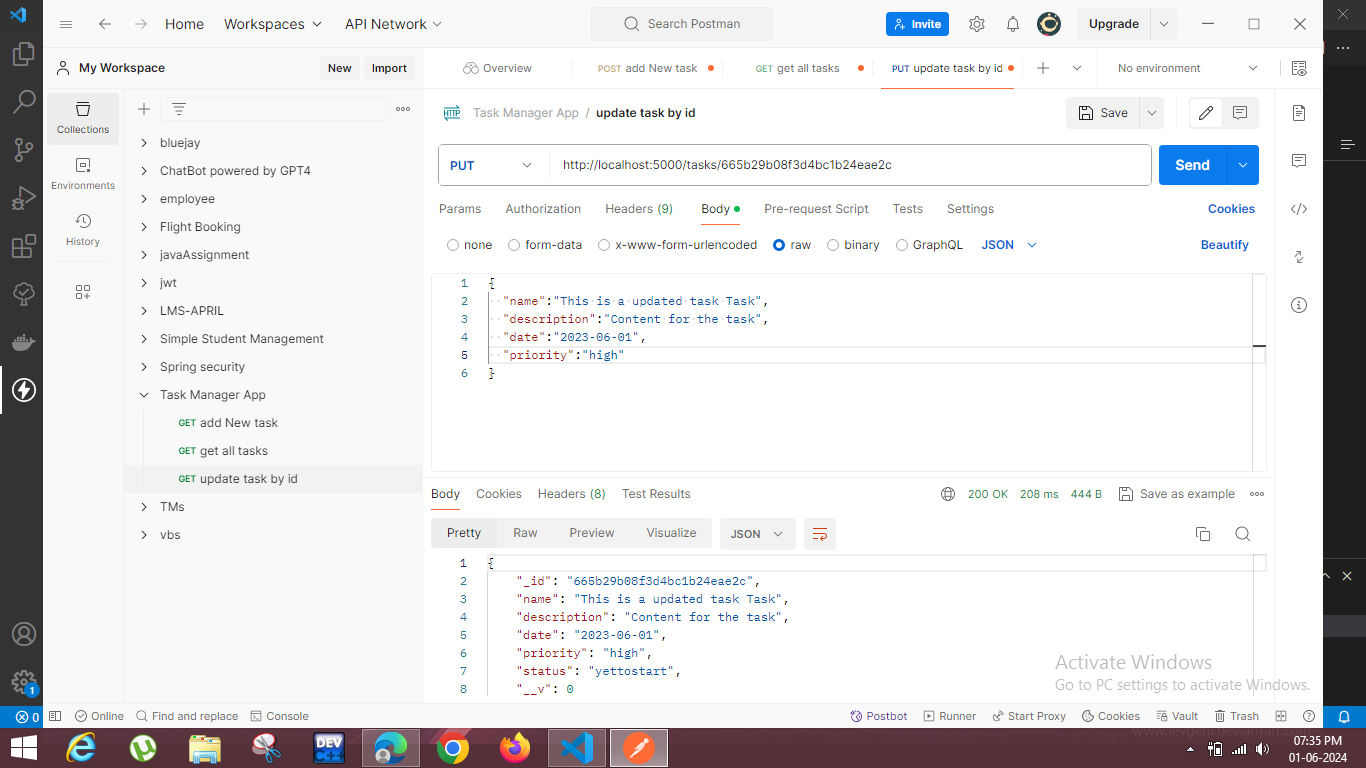 Home Workspaces API Network Search Postman Invite Upgrade
My Workspace New Import Overview POST add New task GET get all tasks PUT update task by id No environment
Collections
Environments
History
bluejay
ChatBot powered by GPT4
employee
Flight Booking
javaAssignment
jwt
LMS-APRIL
Simple Student Management
Spring security
Task Manager App
GET add New task
GET get all tasks
GET update task by id
TMs
vbs
HTTP Task Manager App / update task by id Save
PUT http://localhost:5000/tasks/665b29b08f3d4bc1b24eae2c Send
Params Authorization Headers (9) Body Pre-request Script Tests Settings Cookies
none form-data x-www-form-urlencoded raw binary GraphQL JSON Beautify
1 {
2 "name":"This is a updated task Task",
3 "description":"Content for the task",
4 "date":"2023-06-01",
5 "priority":"high"
6 }
Body Cookies Headers (8) Test Results 200 OK 208 ms 444 B Save as example
Pretty Raw Preview Visualize JSON
1 {
2 "_id": "665b29b08f3d4bc1b24eae2c",
3 "name": "This is a updated task Task",
4 "description": "Content for the task",
5 "date": "2023-06-01",
6 "priority": "high",
7 "status": "yettostart",
8 "__v": 0
Activate Windows
Go to PC settings to activate Windows.
1
0 Online Find and replace Console Postbot Runner Start Proxy Cookies Vault Trash
DEV C++
07:35 PM
01-06-2024